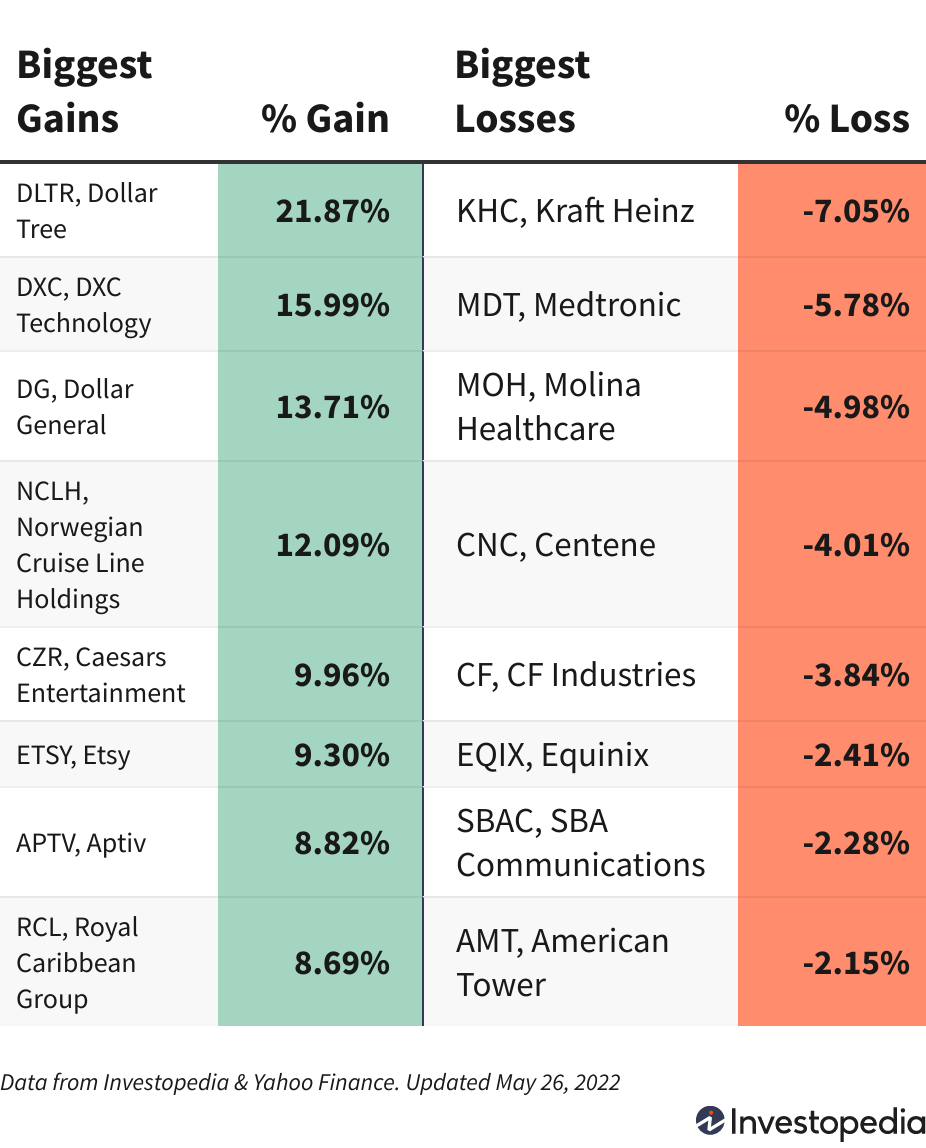 Biggest Gains % Gain Biggest Losses % Loss
DLTR, Dollar Tree 21.87% KHC, Kraft Heinz -7.05%
DXC, DXC Technology 15.99% MDT, Medtronic -5.78%
DG, Dollar General 13.71% MOH, Molina Healthcare -4.98%
NCLH, Norwegian Cruise Line Holdings 12.09% CNC, Centene -4.01%
CZR, Caesars Entertainment 9.96% CF, CF Industries -3.84%
ETSY, Etsy 9.30% EQIX, Equinix -2.41%
APTV, Aptiv 8.82% SBAC, SBA Communications -2.28%
RCL, Royal Caribbean Group 8.69% AMT, American Tower -2.15%
Data from Investopedia & Yahoo Finance. Updated May 26, 2022
Investopedia